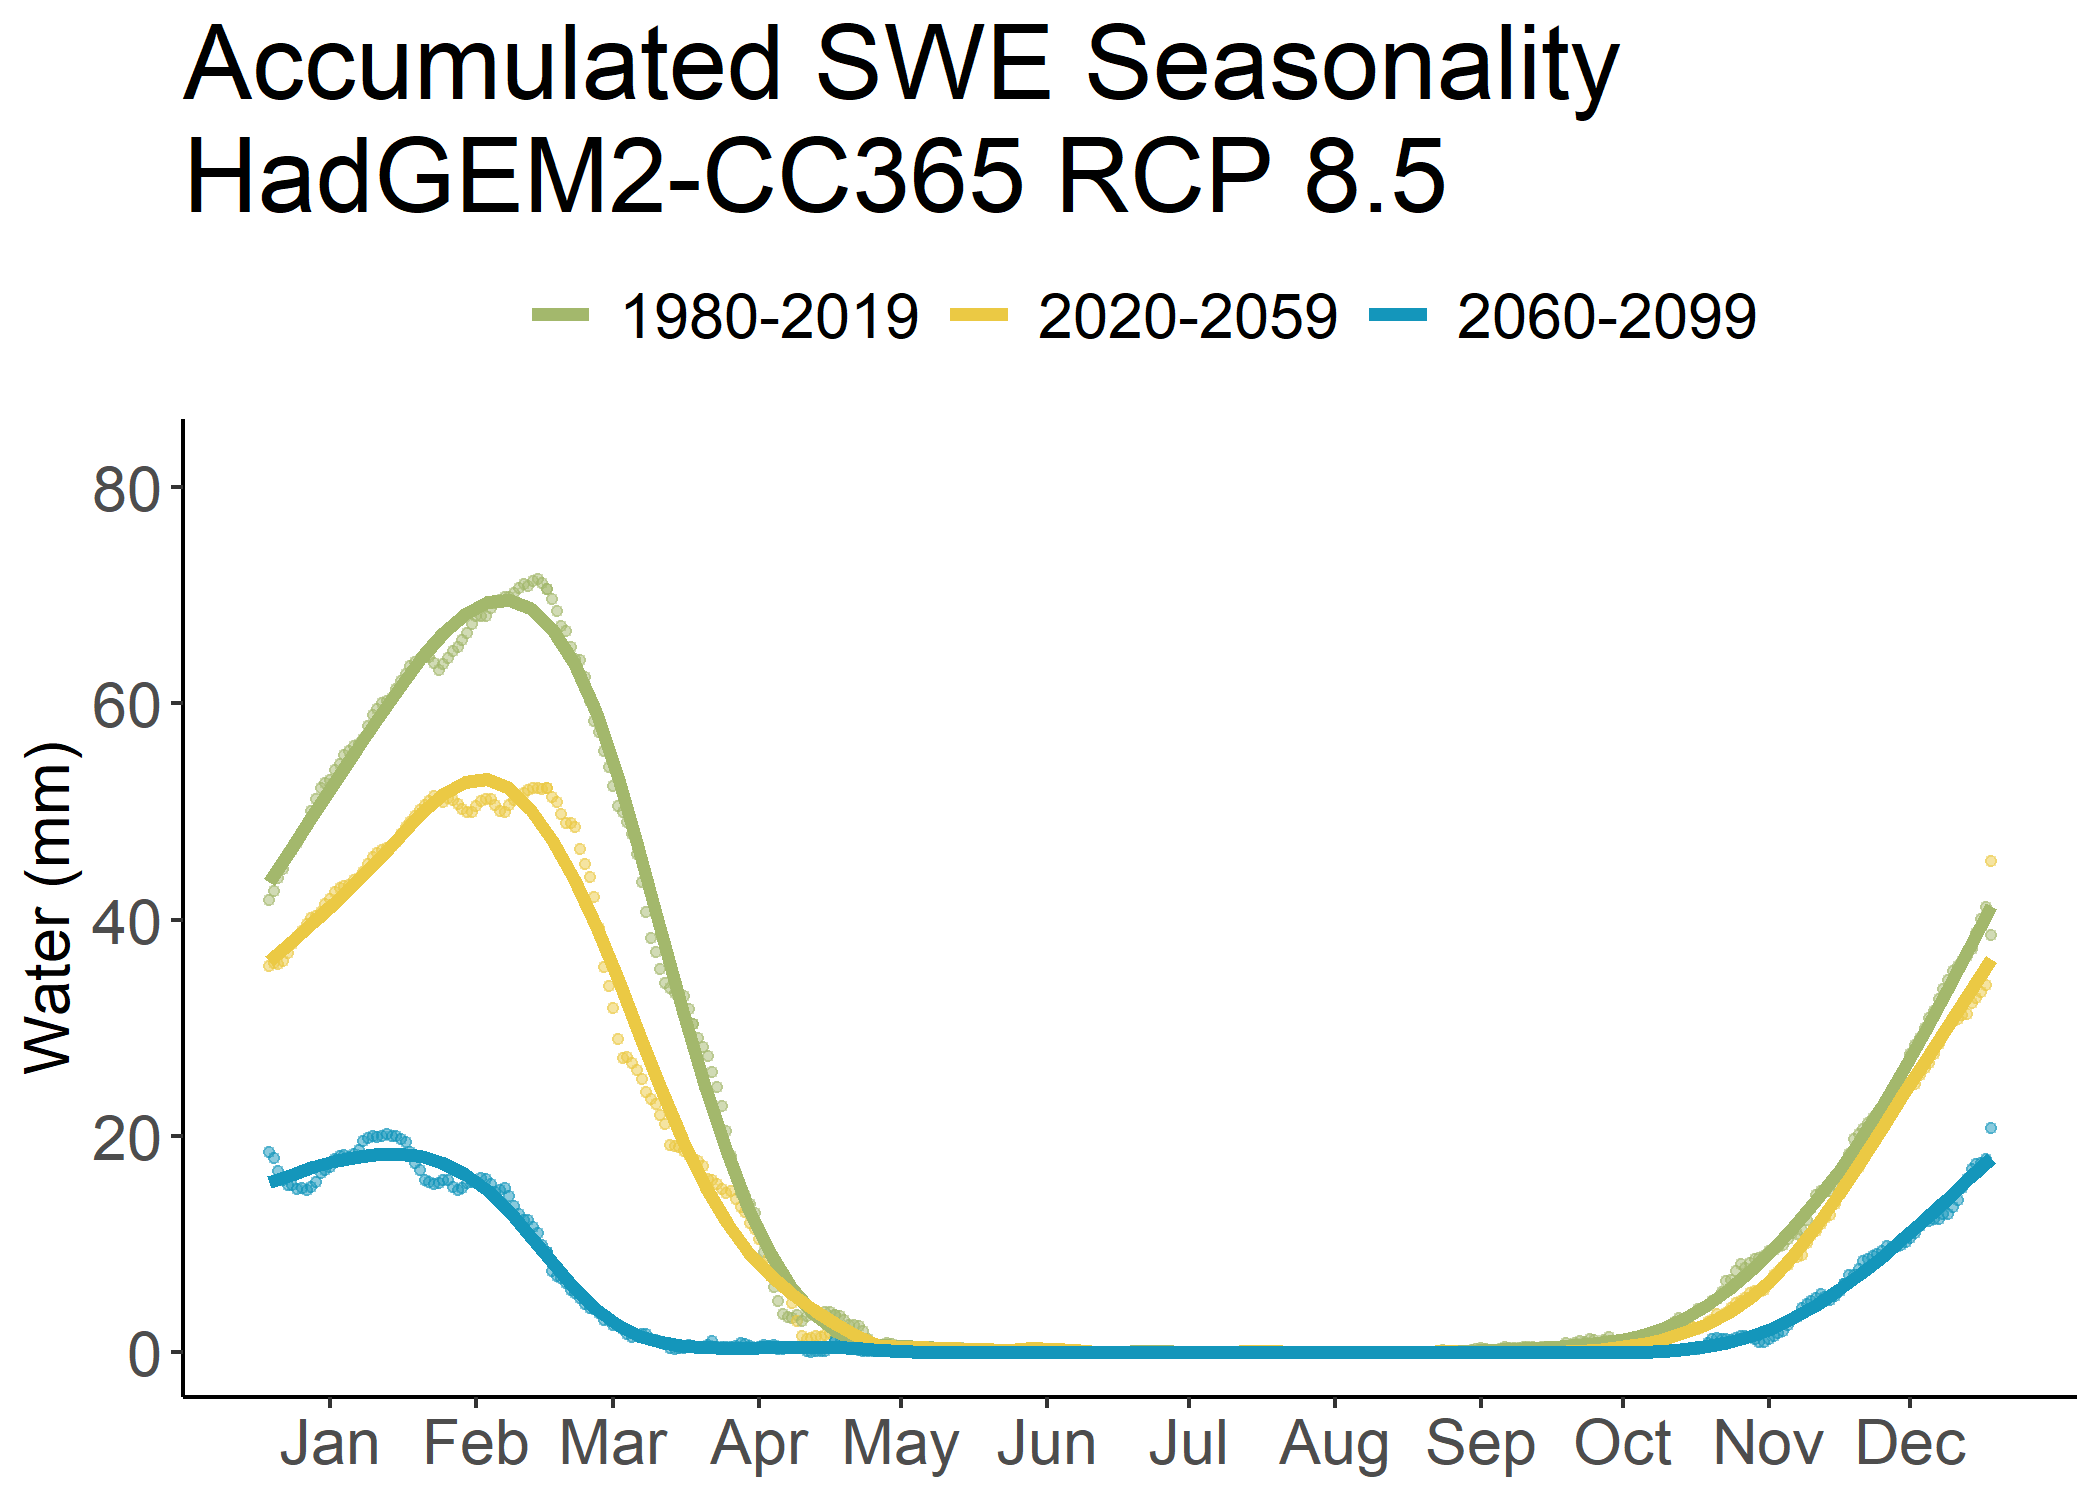 Accumulated SWE Seasonality
HadGEM2-CC365 RCP 8.5
1980-2019 2020-2059 2060-2099
80
60
40
20
0
Water (mm)
Jan Feb Mar Apr May Jun Jul Aug Sep Oct Nov Dec